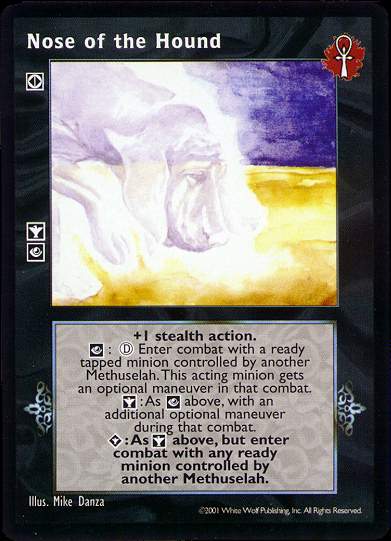 Nose of the Hound
+1 stealth action.
: Ⓓ Enter combat with a ready
tapped minion controlled by another
Methuselah. This acting minion gets
an optional maneuver in that combat.
: As above, with an
additional optional maneuver
during that combat.
: As above, but enter
combat with any ready
minion controlled by
another Methuselah.
Illus. Mike Danza
©2001 White Wolf Publishing, Inc. All Rights Reserved.